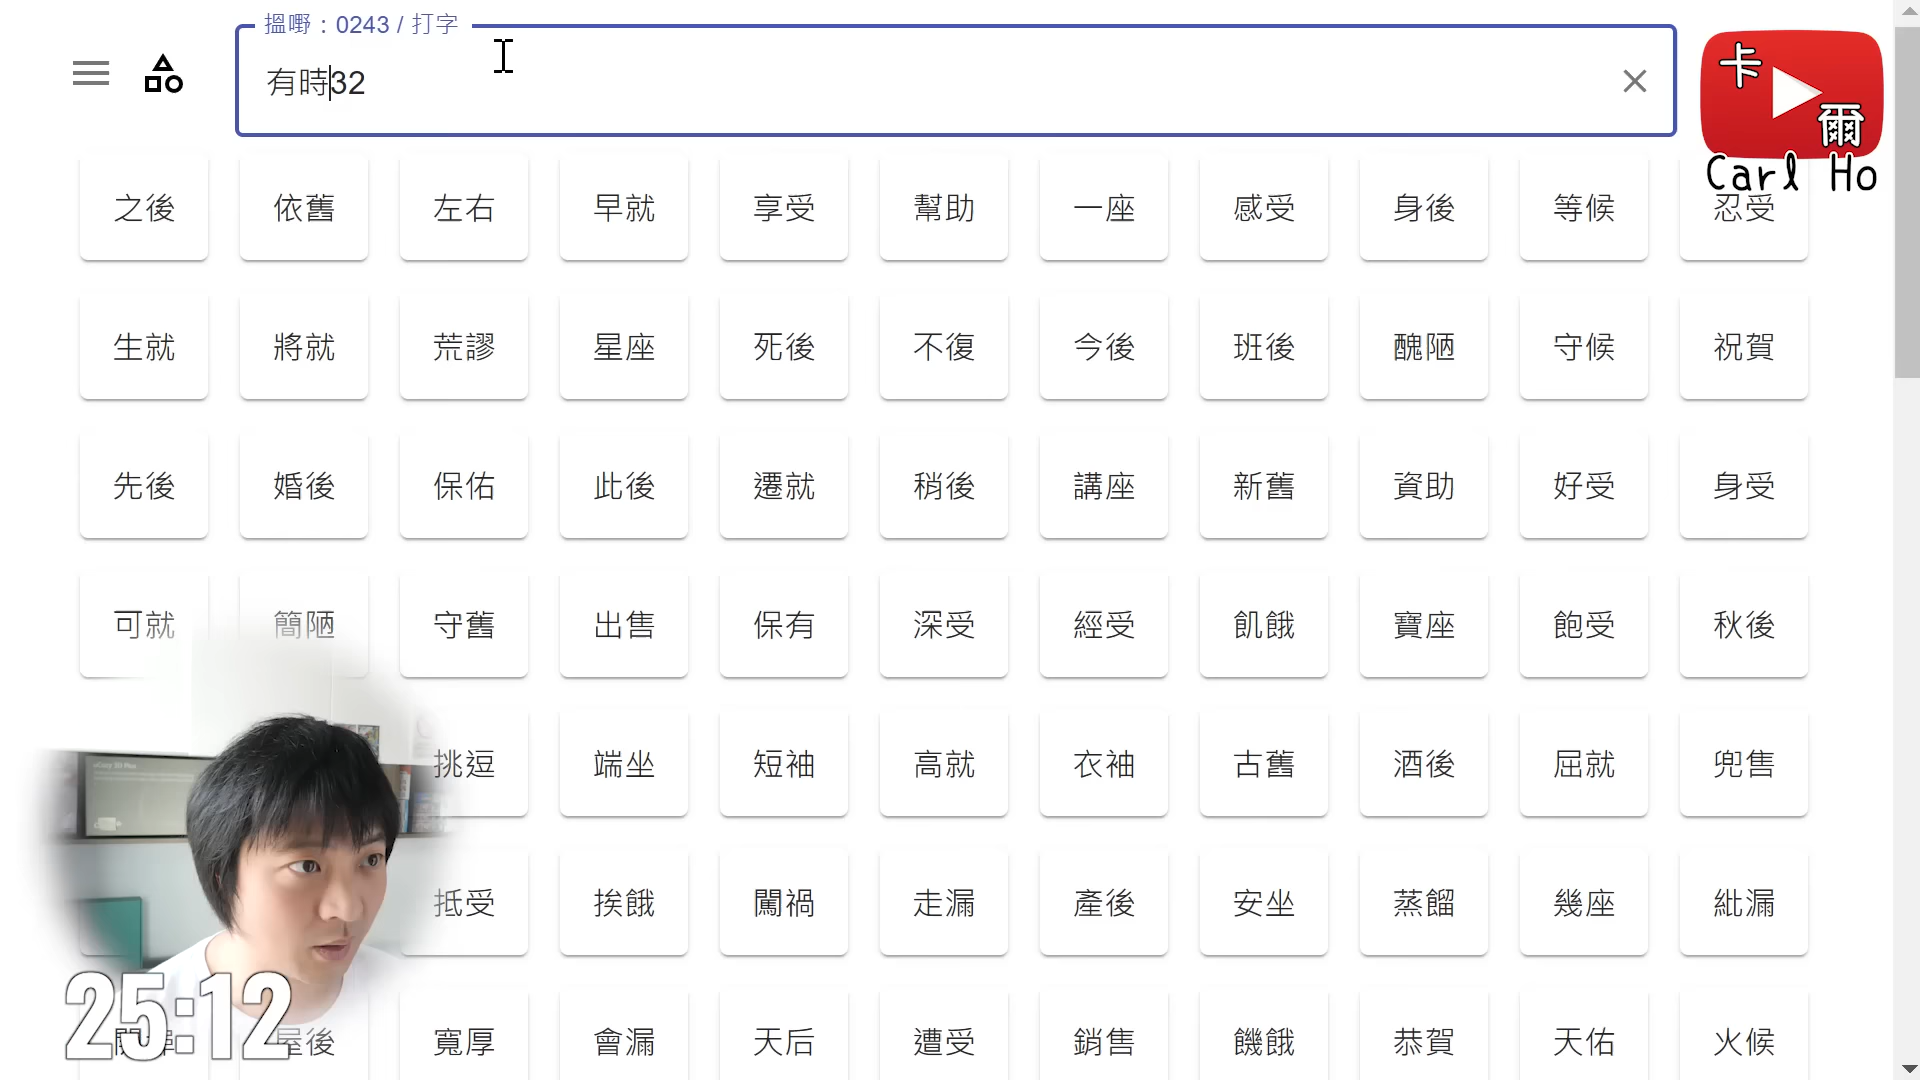 搵嘢：0243 / 打字
有時32
卡
爾
Carl Ho
之後 依舊 左右 早就 享受 幫助 一座 感受 身後 等候 忍受
生就 將就 荒謬 星座 死後 不復 今後 班後 醜陋 守候 祝賀
先後 婚後 保佑 此後 遷就 稍後 講座 新舊 資助 好受 身受
可就 簡陋 守舊 出售 保有 深受 經受 飢餓 寶座 飽受 秋後
挑逗 端坐 短袖 高就 衣袖 古舊 酒後 屈就 兜售
抵受 挨餓 闖禍 走漏 產後 安坐 蒸餾 幾座 紕漏
屋後 寬厚 會漏 天后 遭受 銷售 饑餓 恭賀 天佑 火候
25:12